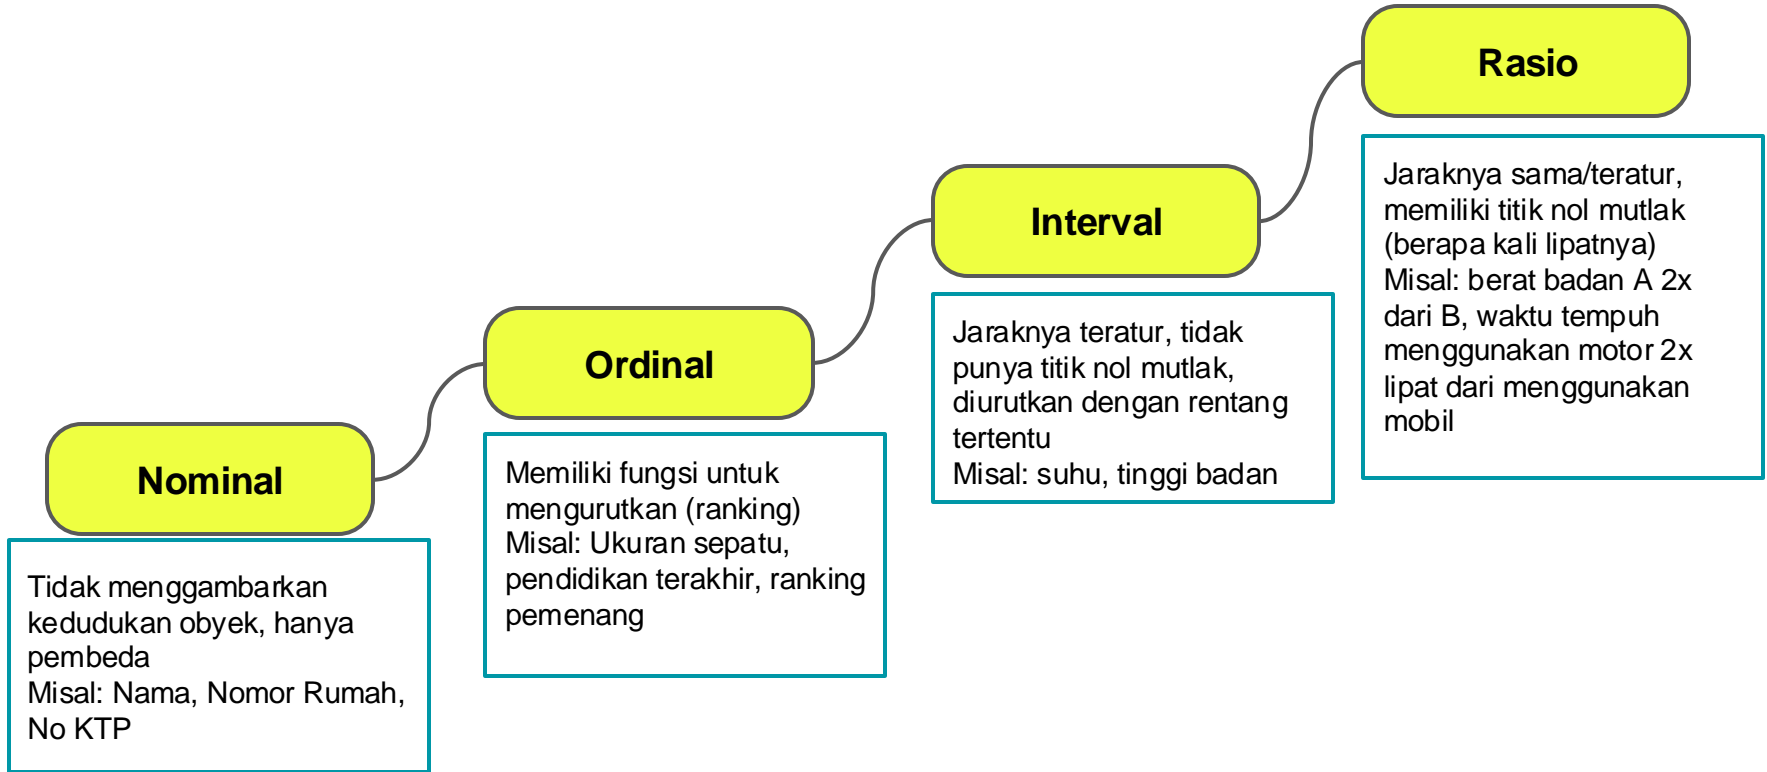 Nominal
Tidak menggambarkan
kedudukan obyek, hanya
pembeda
Misal: Nama, Nomor Rumah,
No KTP
Ordinal
Memiliki fungsi untuk
mengurutkan (ranking)
Misal: Ukuran sepatu,
pendidikan terakhir, ranking
pemenang
Interval
Jaraknya teratur, tidak
punya titik nol mutlak,
diurutkan dengan rentang
tertentu
Misal: suhu, tinggi badan
Rasio
Jaraknya sama/teratur,
memiliki titik nol mutlak
(berapa kali lipatnya)
Misal: berat badan A 2x
dari B, waktu tempuh
menggunakan motor 2x
lipat dari menggunakan
mobil